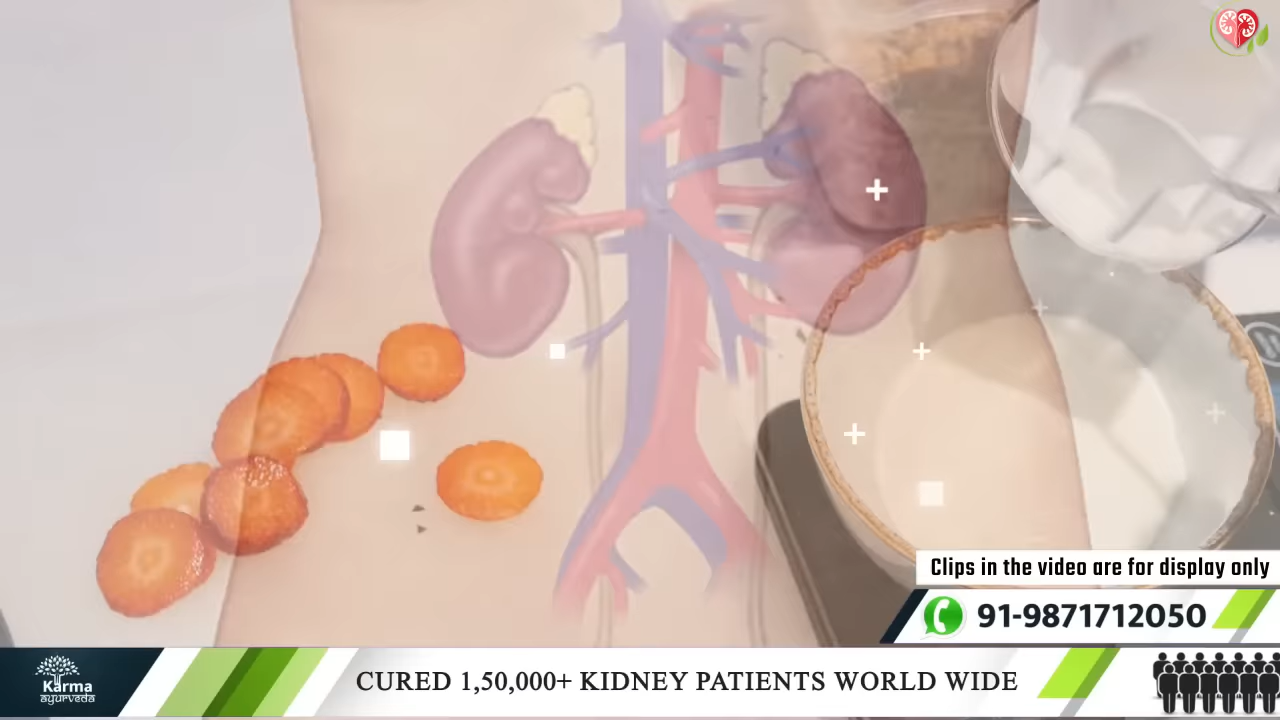 Clips in the video are for display only
91-9871712050
Karma
ayurveda
CURED 1,50,000+ KIDNEY PATIENTS WORLD WIDE